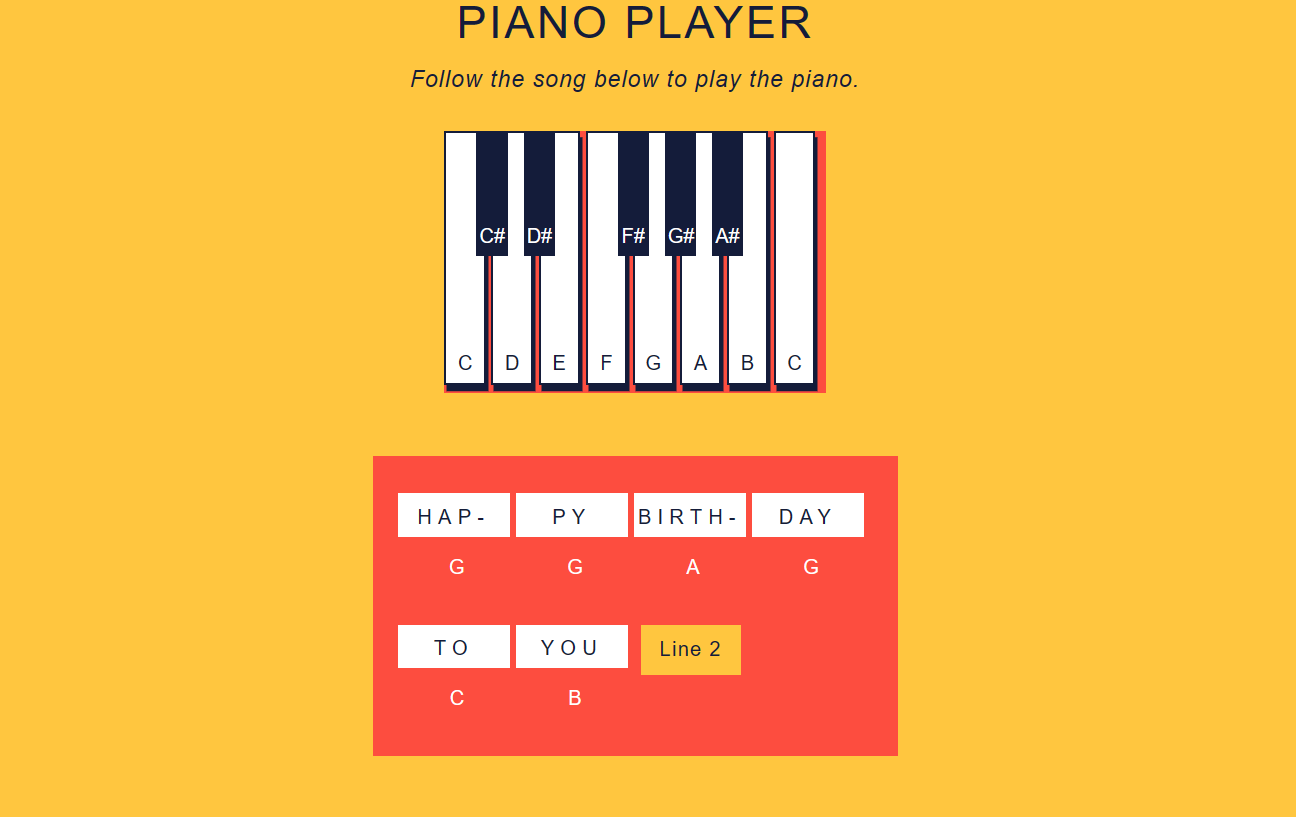 PIANO PLAYER
Follow the song below to play the piano.
C# D# F# G# A#
C D E F G A B C
HAP- PY BIRTH- DAY
G G A G
TO YOU Line 2
C B